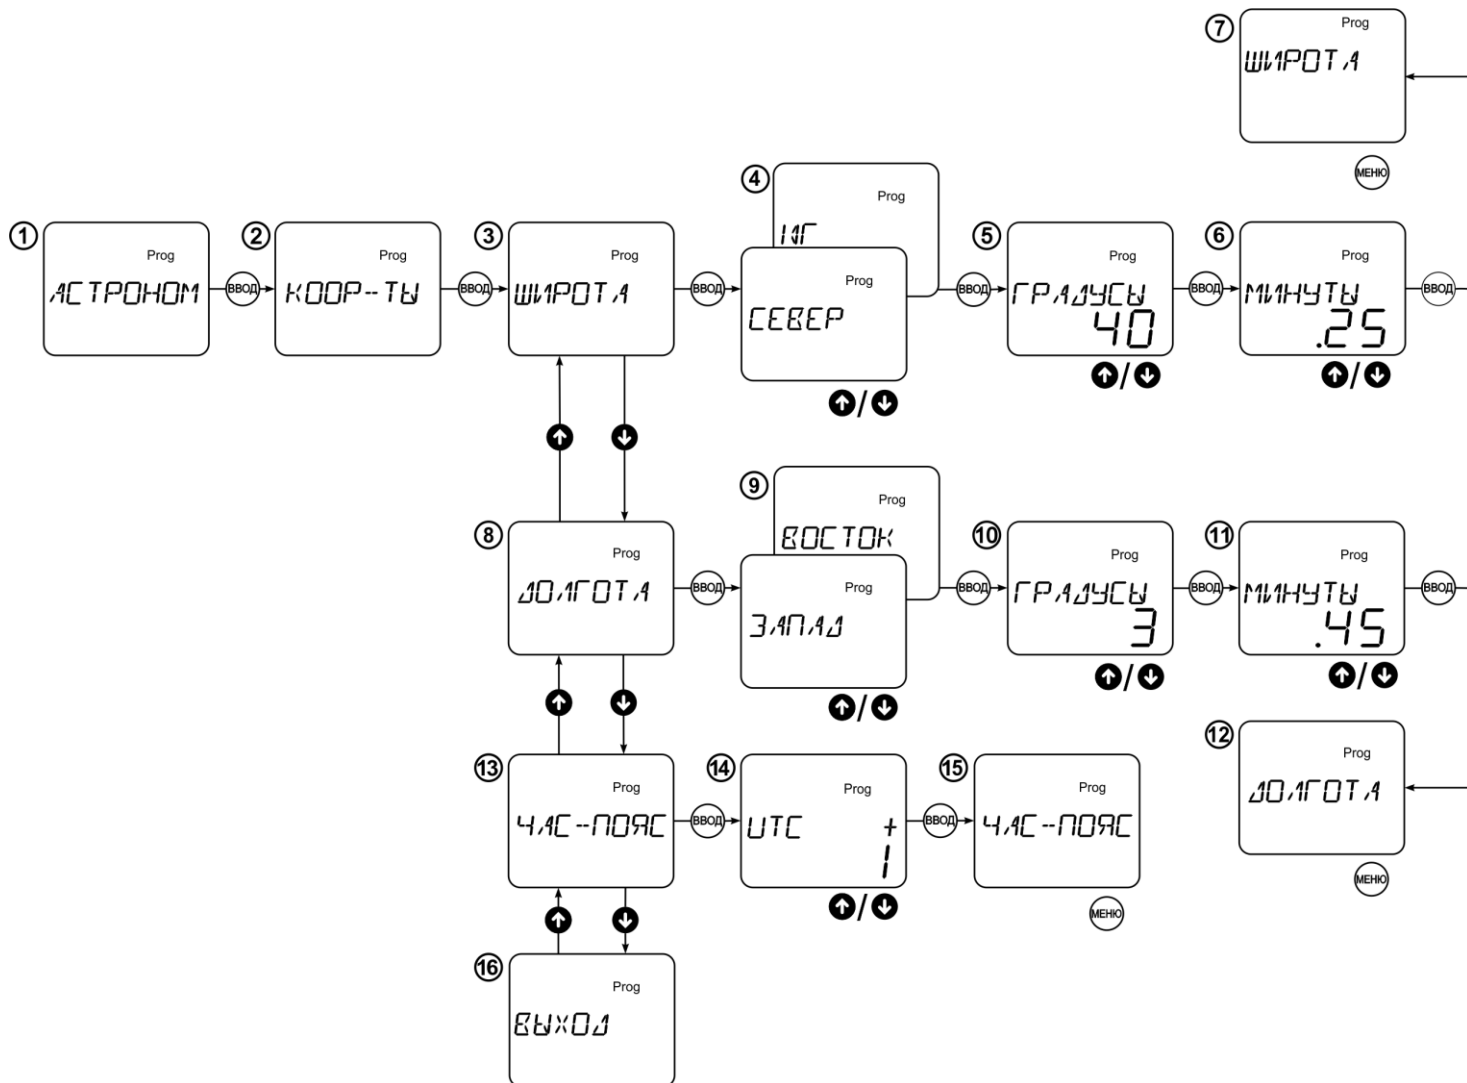 7
Prog
ШИРОТА
МЕНЮ
1
Prog
АСТРОНОМ
ВВОД
2
Prog
КООР--ТЫ
ВВОД
3
Prog
ШИРОТА
ВВОД
4
Prog
ЮГ
Prog
СЕВЕР
/
ВВОД
5
Prog
ГРАДУСЫ
40
/
ВВОД
6
Prog
МИНУТЫ
.25
/
ВВОД
8
Prog
ДОЛГОТА
ВВОД
9
Prog
ВОСТОК
Prog
ЗАПАД
/
ВВОД
10
Prog
ГРАДУСЫ
3
/
ВВОД
11
Prog
МИНУТЫ
.45
/
ВВОД
12
Prog
ДОЛГОТА
МЕНЮ
13
Prog
ЧАС--ПОЯС
ВВОД
14
Prog
UTC +
1
/
ВВОД
15
Prog
ЧАС--ПОЯС
МЕНЮ
16
Prog
ВЫХОД